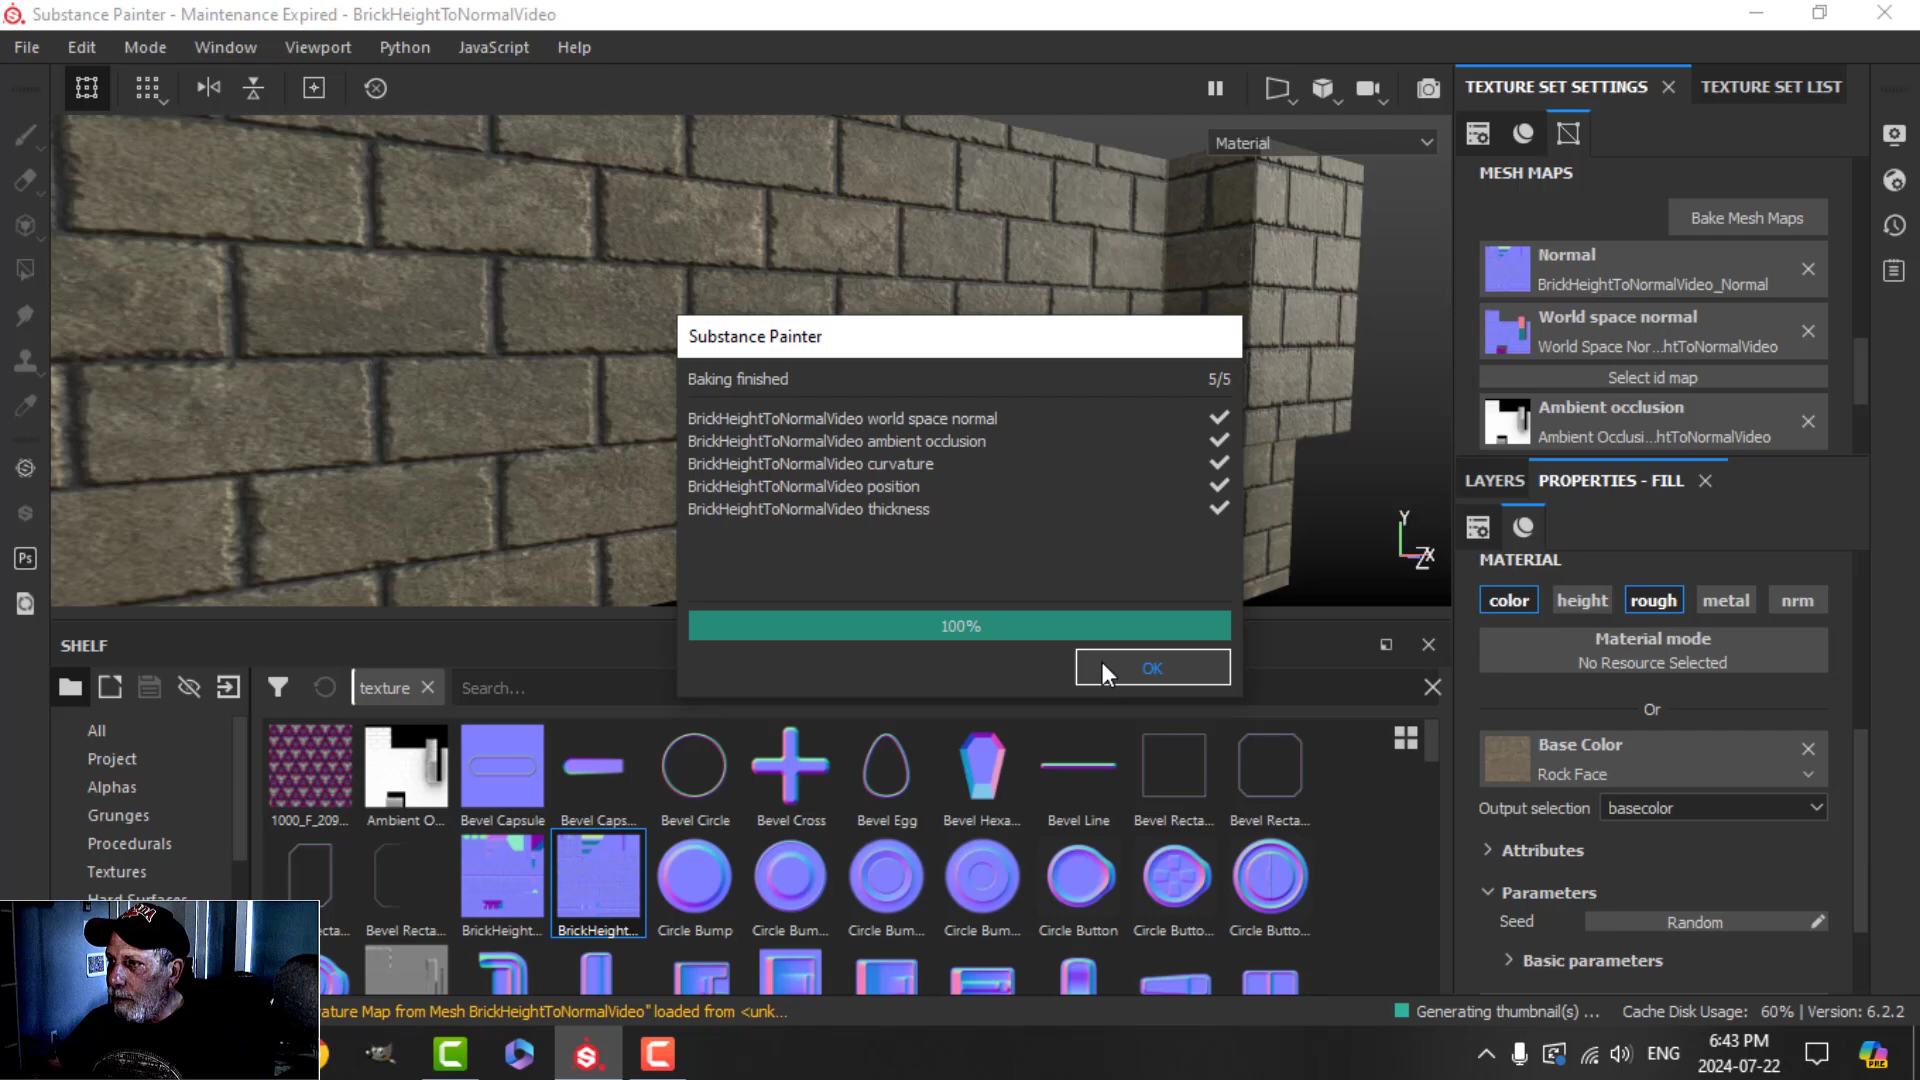 Substance Painter - Maintenance Expired - BrickHeightToNormalVideo
File Edit Mode Window Viewport Python JavaScript Help
Material
TEXTURE SET SETTINGS
TEXTURE SET LIST
MESH MAPS
Bake Mesh Maps
Normal
BrickHeightToNormalVideo_Normal
World space normal
World Space Nor...htToNormalVideo
Select id map
Ambient occlusion
Ambient Occlusi...htToNormalVideo
LAYERS
PROPERTIES - FILL
MATERIAL
color height rough metal nrm
Material mode
No Resource Selected
Or
Base Color
Rock Face
Output selection basecolor
Attributes
Parameters
Seed Random
Basic parameters
Y
Z X
Substance Painter
Baking finished 5/5
BrickHeightToNormalVideo world space normal
BrickHeightToNormalVideo ambient occlusion
BrickHeightToNormalVideo curvature
BrickHeightToNormalVideo position
BrickHeightToNormalVideo thickness
100%
OK
SHELF
texture
Search...
All
Project
Alphas
Grunges
Procedurals
Textures
Hard Surfaces
1000_F_209... Ambient O... Bevel Capsule Bevel Caps... Bevel Circle Bevel Cross Bevel Egg Bevel Hexa... Bevel Line Bevel Recta... Bevel Recta...
Recta... Bevel Recta... BrickHeight... BrickHeight... Circle Bump Circle Bum... Circle Bum... Circle Bum... Circle Button Circle Butto... Circle Butto...
ature Map from Mesh BrickHeightToNormalVideo" loaded from <unk...
Generating thumbnail(s) ... Cache Disk Usage: 60% | Version: 6.2.2
Ps
ENG
6:43 PM
2024-07-22
PRE